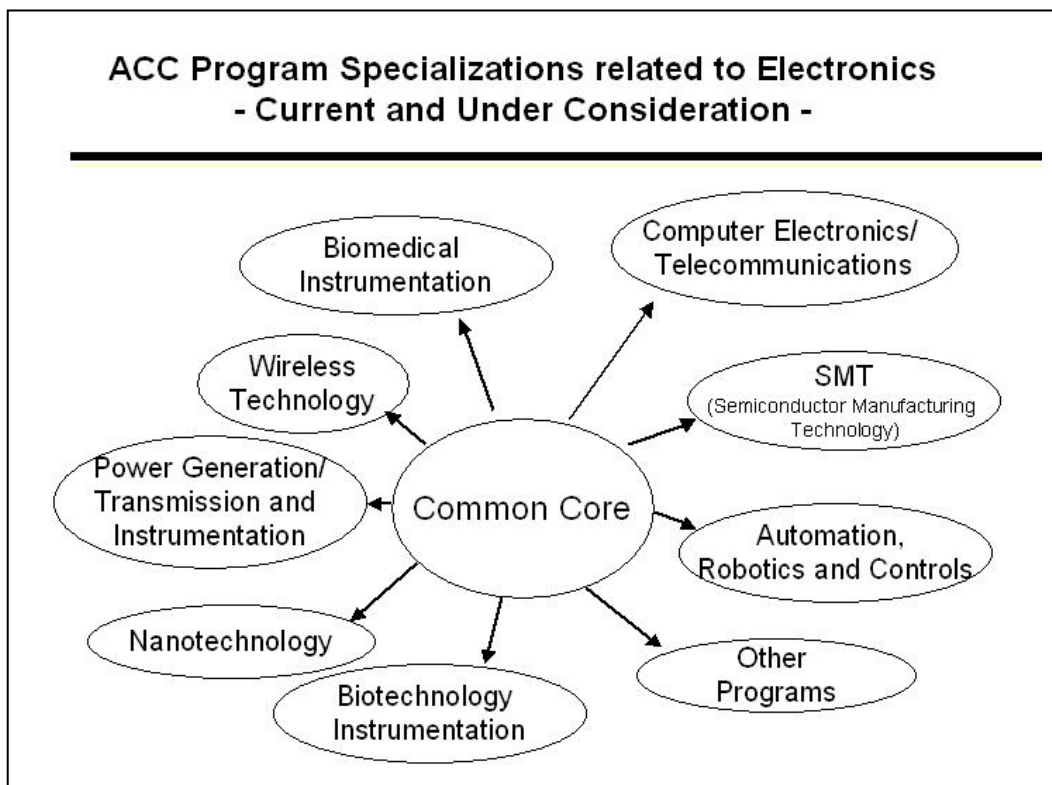 ACC Program Specializations related to Electronics
- Current and Under Consideration -
Biomedical
Instrumentation
Computer Electronics/
Telecommunications
Wireless
Technology
SMT
(Semiconductor Manufacturing
Technology)
Power Generation/
Transmission and
Instrumentation
Common Core
Automation,
Robotics and Controls
Nanotechnology
Other
Programs
Biotechnology
Instrumentation